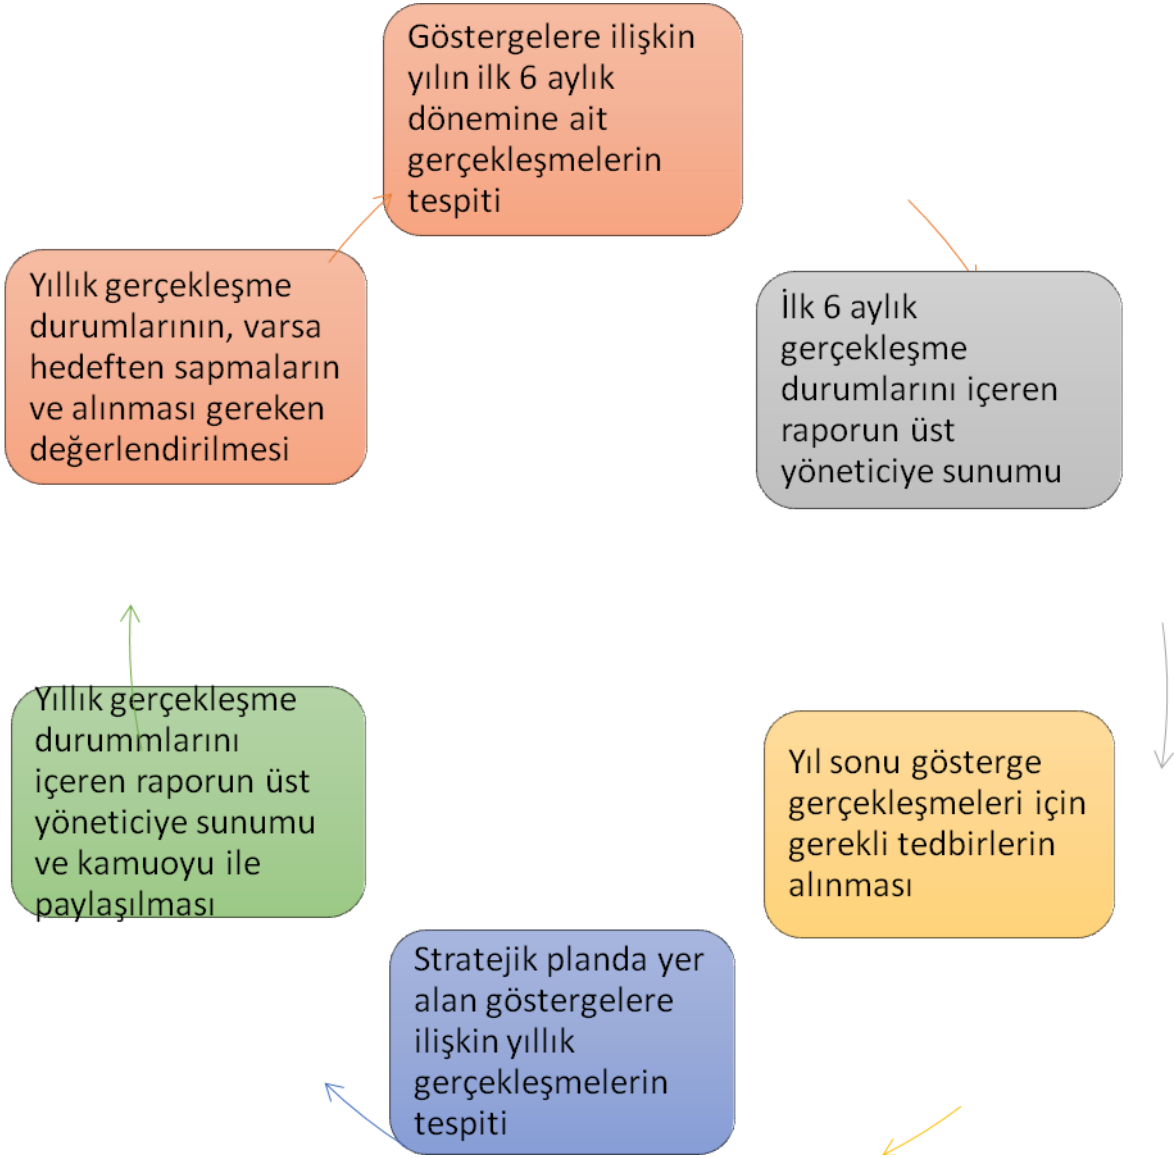 Göstergelere ilişkin
yılın ilk 6 aylık
dönemine ait
gerçekleşmelerin
tespiti
İlk 6 aylık
gerçekleşme
durumlarını içeren
raporun üst
yöneticiye sunumu
Yıl sonu gösterge
gerçekleşmeleri için
gerekli tedbirlerin
alınması
Stratejik planda yer
alan göstergelere
ilişkin yıllık
gerçekleşmelerin
tespiti
Yıllık gerçekleşme
durummlarını
içeren raporun üst
yöneticiye sunumu
ve kamuoyu ile
paylaşılması
Yıllık gerçekleşme
durumlarının, varsa
hedeften sapmaların
ve alınması gereken
değerlendirilmesi